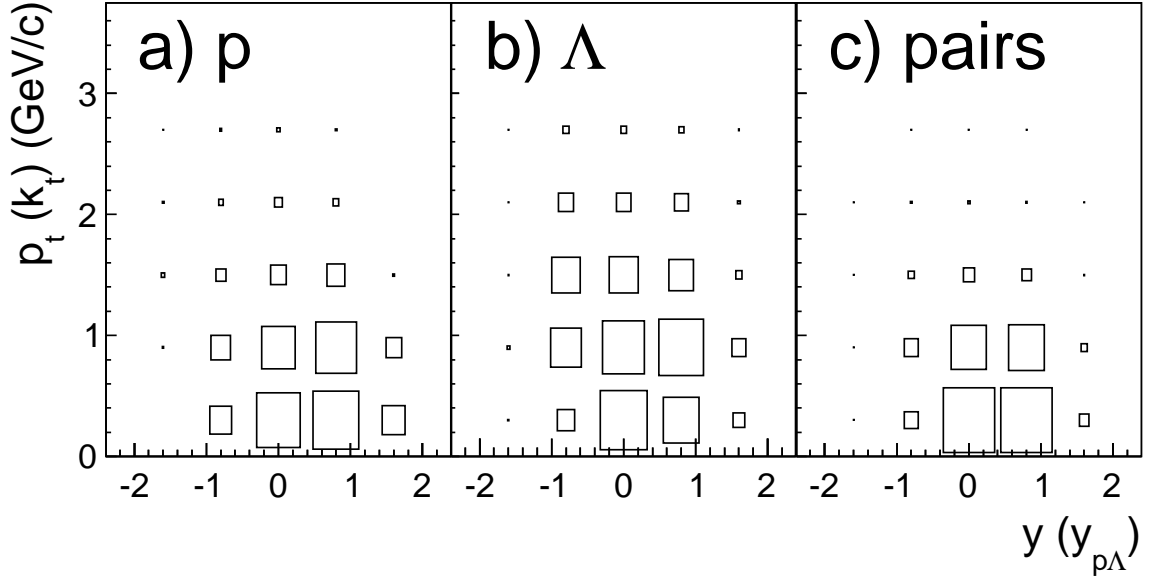 a) p b) Λ c) pairs
p_t (k_t) (GeV/c)
3
2
1
0
-2 -1 0 1 2 -2 -1 0 1 2 -2 -1 0 1 2
y (y_pΛ)